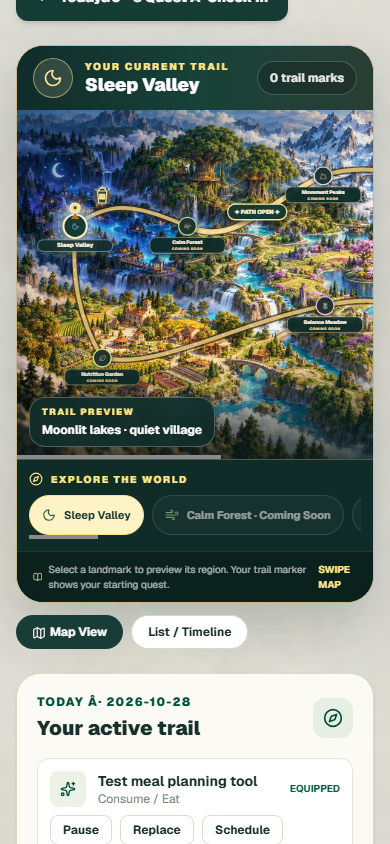 YOUR CURRENT TRAIL
Sleep Valley
0 trail marks
Movement Peaks
COMING SOON
✦ PATH OPEN ✦
Sleep Valley
Calm Forest
COMING SOON
Balance Meadow
COMING SOON
Nutrition Garden
COMING SOON
TRAIL PREVIEW
Moonlit lakes · quiet village
EXPLORE THE WORLD
Sleep Valley
Calm Forest · Coming Soon
Select a landmark to preview its region. Your trail marker
shows your starting quest.
SWIPE
MAP
Map View
List / Timeline
TODAY Â· 2026-10-28
Your active trail
Test meal planning tool
Consume / Eat
EQUIPPED
Pause
Replace
Schedule